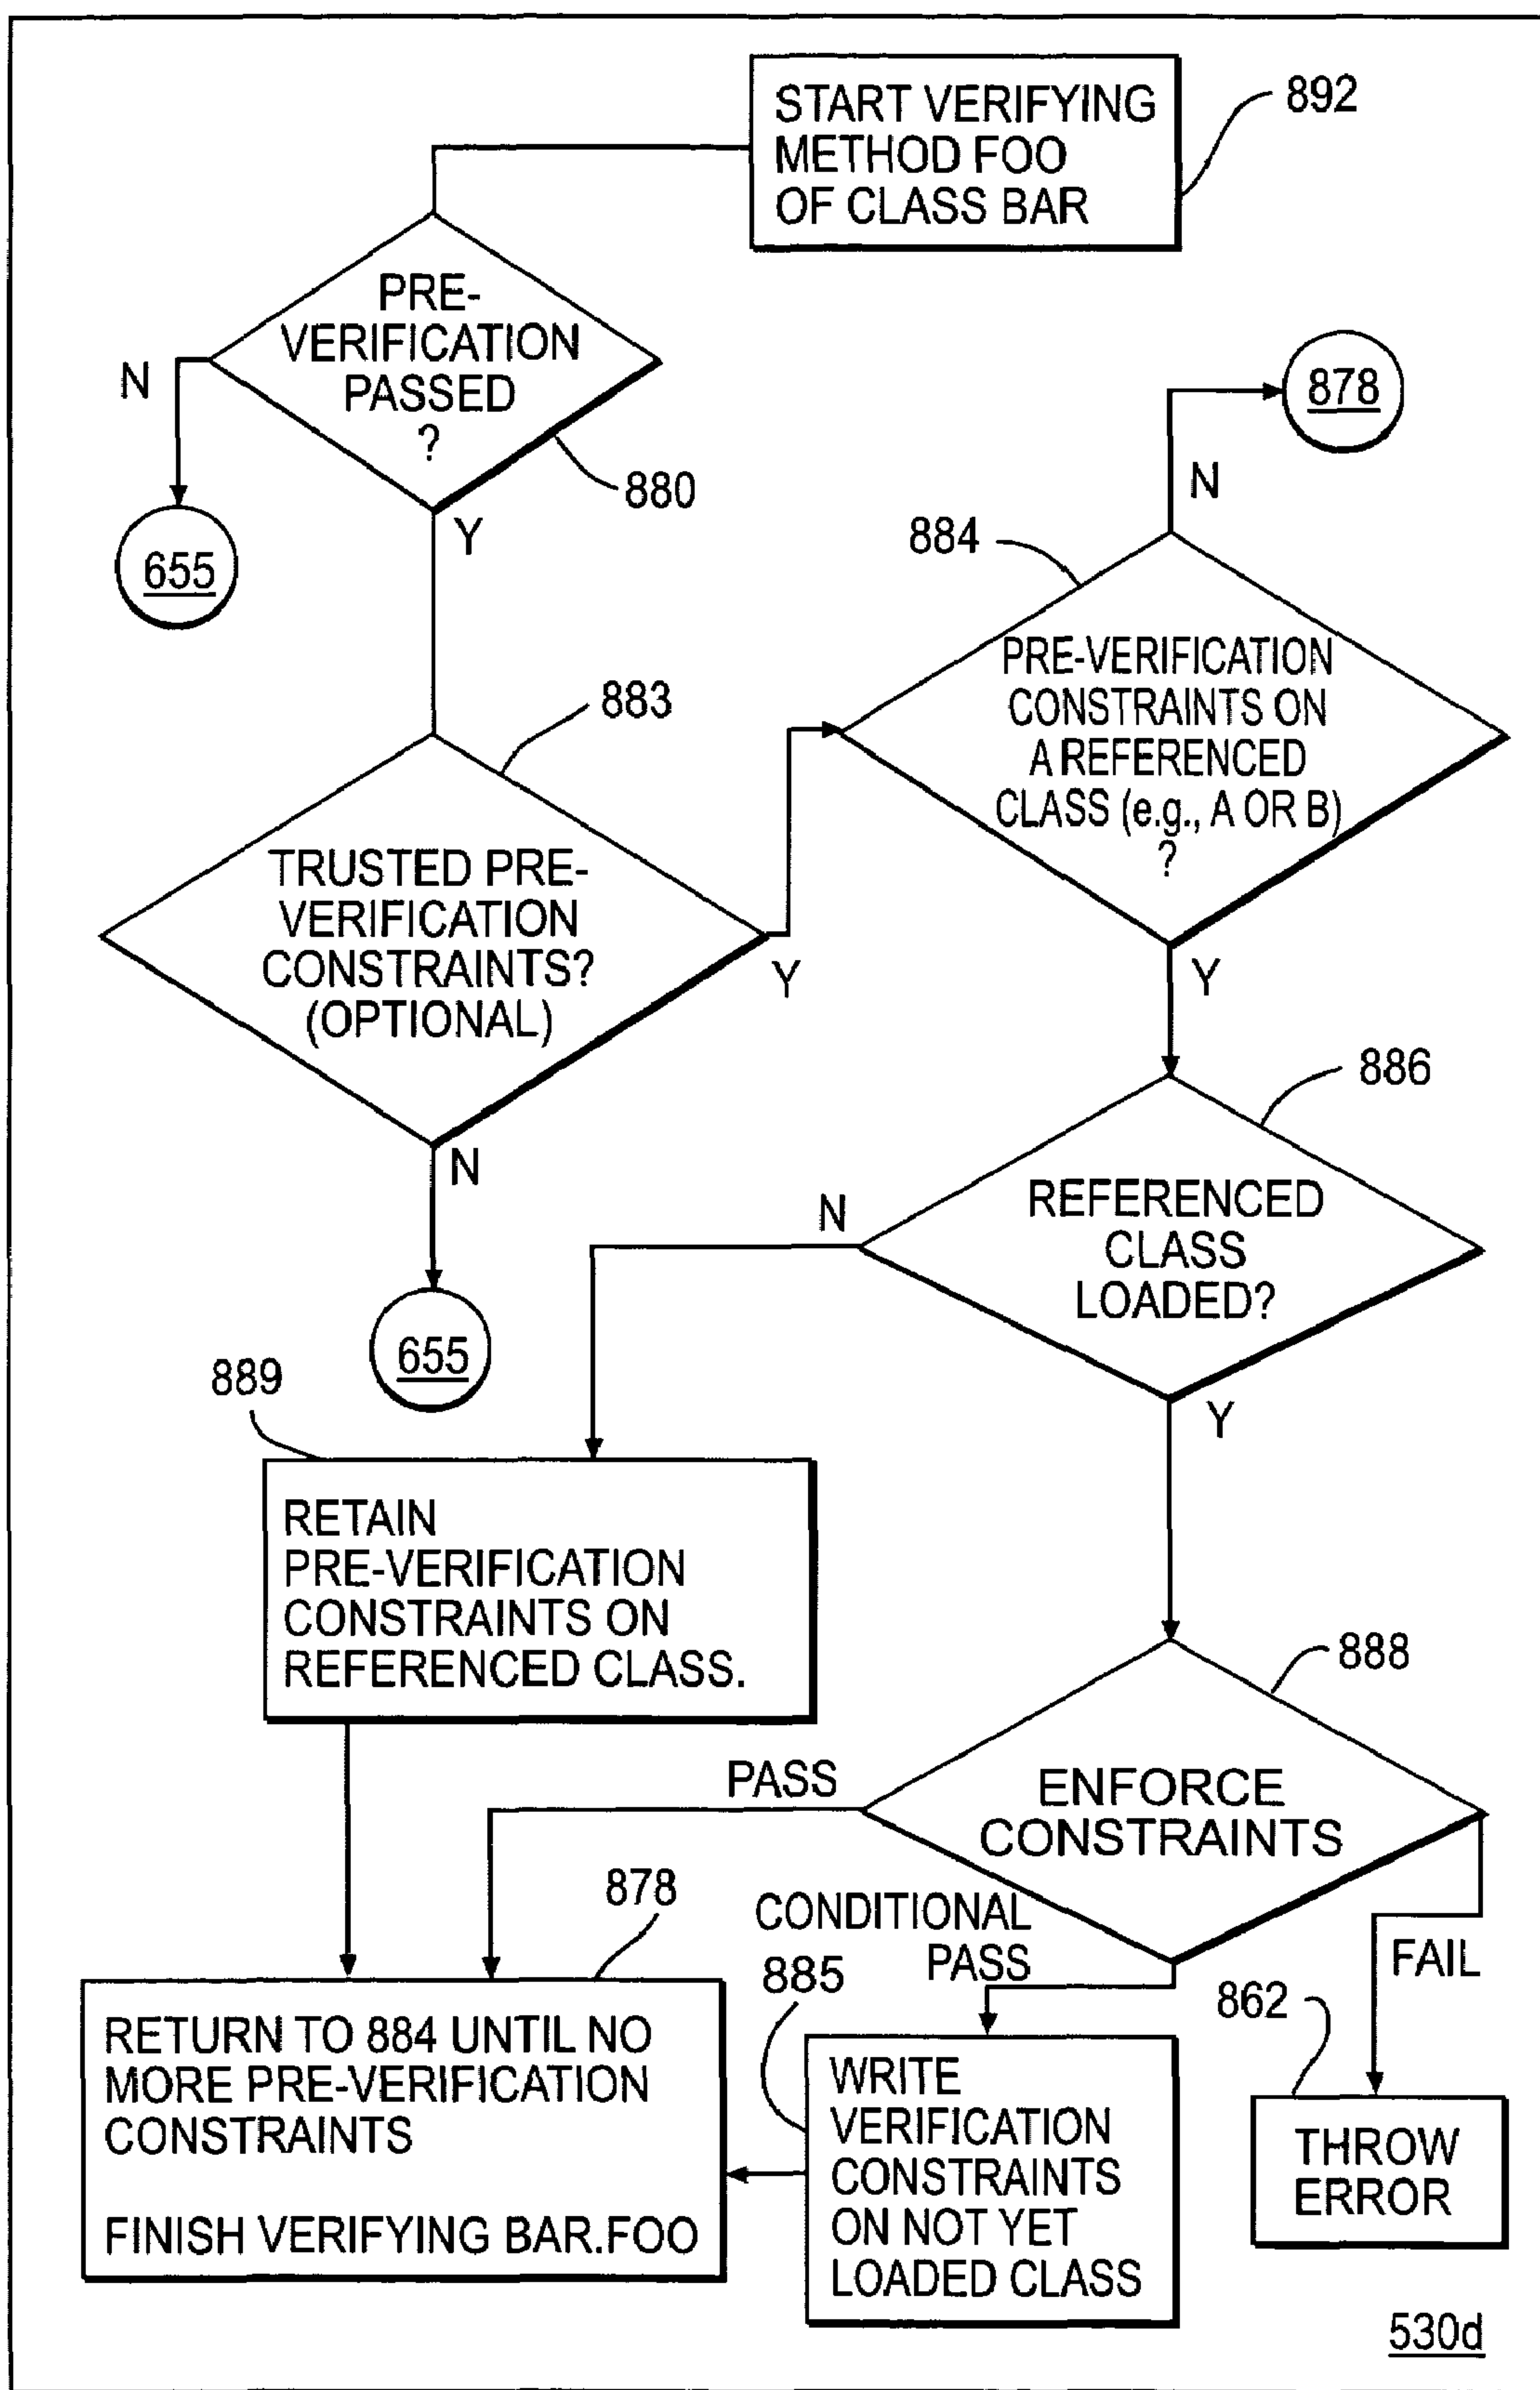 START VERIFYING
METHOD FOO
OF CLASS BAR
892
PRE-
VERIFICATION
PASSED
?
N
880
Y
655
878
N
884
PRE-VERIFICATION
CONSTRAINTS ON
A REFERENCED
CLASS (e.g., A OR B)
?
Y
883
TRUSTED PRE-
VERIFICATION
CONSTRAINTS?
(OPTIONAL)
Y
N
655
886
REFERENCED
CLASS
LOADED?
N
Y
889
RETAIN
PRE-VERIFICATION
CONSTRAINTS ON
REFERENCED CLASS.
888
ENFORCE
CONSTRAINTS
PASS
CONDITIONAL
PASS
FAIL
878
RETURN TO 884 UNTIL NO
MORE PRE-VERIFICATION
CONSTRAINTS
FINISH VERIFYING BAR.FOO
885
WRITE
VERIFICATION
CONSTRAINTS
ON NOT YET
LOADED CLASS
862
THROW
ERROR
530d